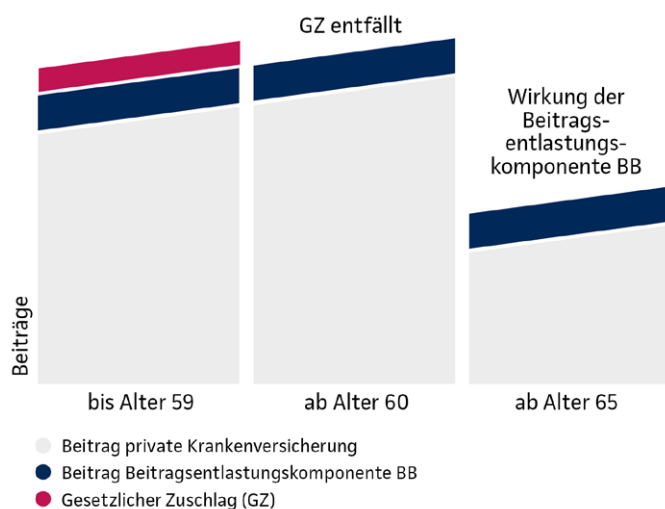 GZ entfällt
Wirkung der
Beitrags-
entlastungs-
komponente BB
Beiträge
bis Alter 59
ab Alter 60
ab Alter 65
Beitrag private Krankenversicherung
Beitrag Beitragsentlastungskomponente BB
Gesetzlicher Zuschlag (GZ)